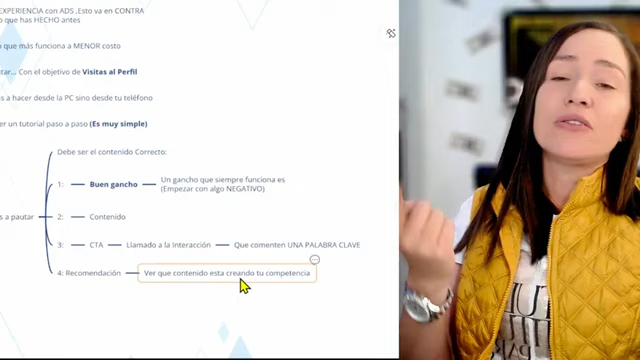 EXPERIENCIA con ADS ,Esto va en CONTRA
o que has HECHO antes
o que más funciona a MENOR costo
tar... Con el objetivo de Visitas al Perfil
s a hacer desde la PC sino desde tu teléfono
er un tutorial paso a paso (Es muy simple)
Debe ser el contenido Correcto:
1: Buen gancho Un gancho que siempre funciona es
(Empezar con algo NEGATIVO)
s a pautar 2: Contenido
3: CTA Llamado a la Interacción Que comenten UNA PALABRA CLAVE
4: Recomendación Ver que contenido esta creando tu competencia